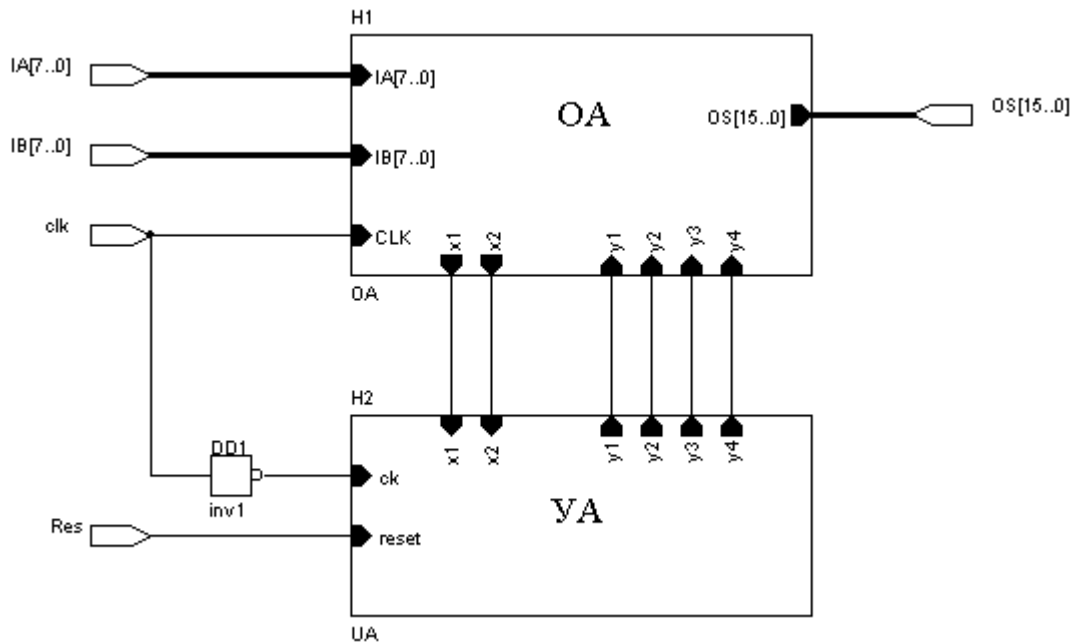 H1
IA[7..0]
IA[7..0]
ОА
OS[15..0]
OS[15..0]
IB[7..0]
IB[7..0]
clk
CLK
x1
x2
y1
y2
y3
y4
OA
H2
x1
x2
y1
y2
y3
y4
DD1
ck
inv1
УА
Res
reset
UA